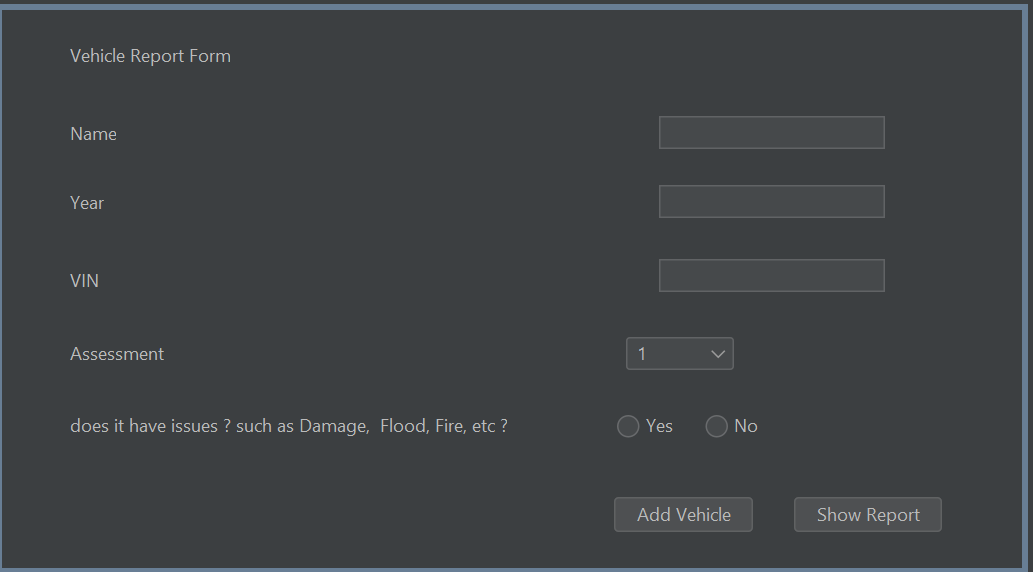 Vehicle Report Form
Name
Year
VIN
Assessment 1
does it have issues ? such as Damage,  Flood, Fire, etc ? Yes No
Add Vehicle Show Report